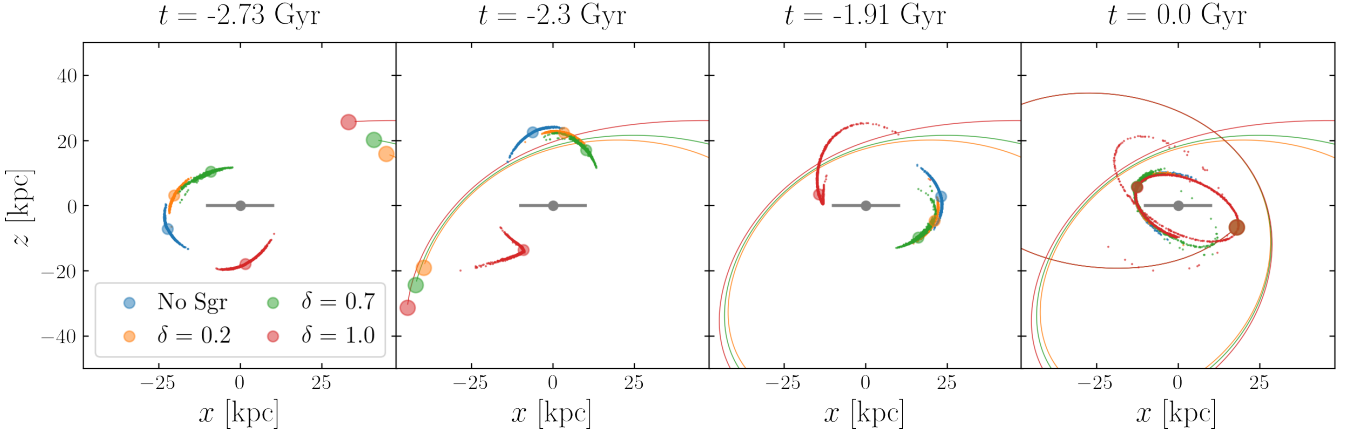 t = -2.73 Gyr
t = -2.3 Gyr
t = -1.91 Gyr
t = 0.0 Gyr
z [kpc]
40
20
0
−20
−40
No Sgr
δ = 0.2
δ = 0.7
δ = 1.0
−25 0 25
−25 0 25
−25 0 25
−25 0 25
x [kpc]
x [kpc]
x [kpc]
x [kpc]